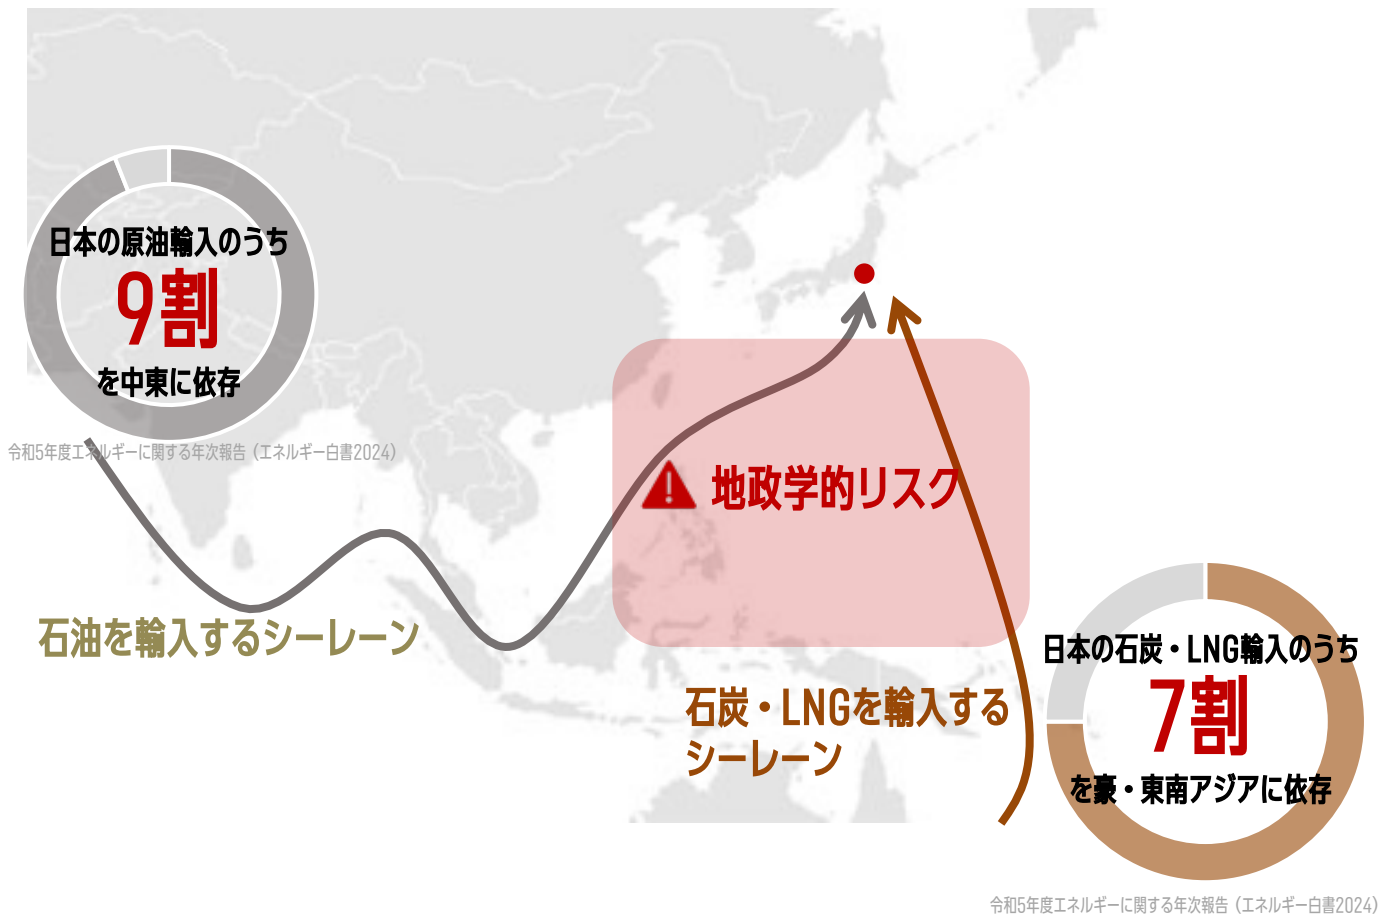 日本の原油輸入のうち
9割
を中東に依存
令和5年度エネルギーに関する年次報告（エネルギー白書2024）
地政学的リスク
石油を輸入するシーレーン
石炭・LNGを輸入する
シーレーン
日本の石炭・LNG輸入のうち
7割
を豪・東南アジアに依存
令和5年度エネルギーに関する年次報告（エネルギー白書2024）